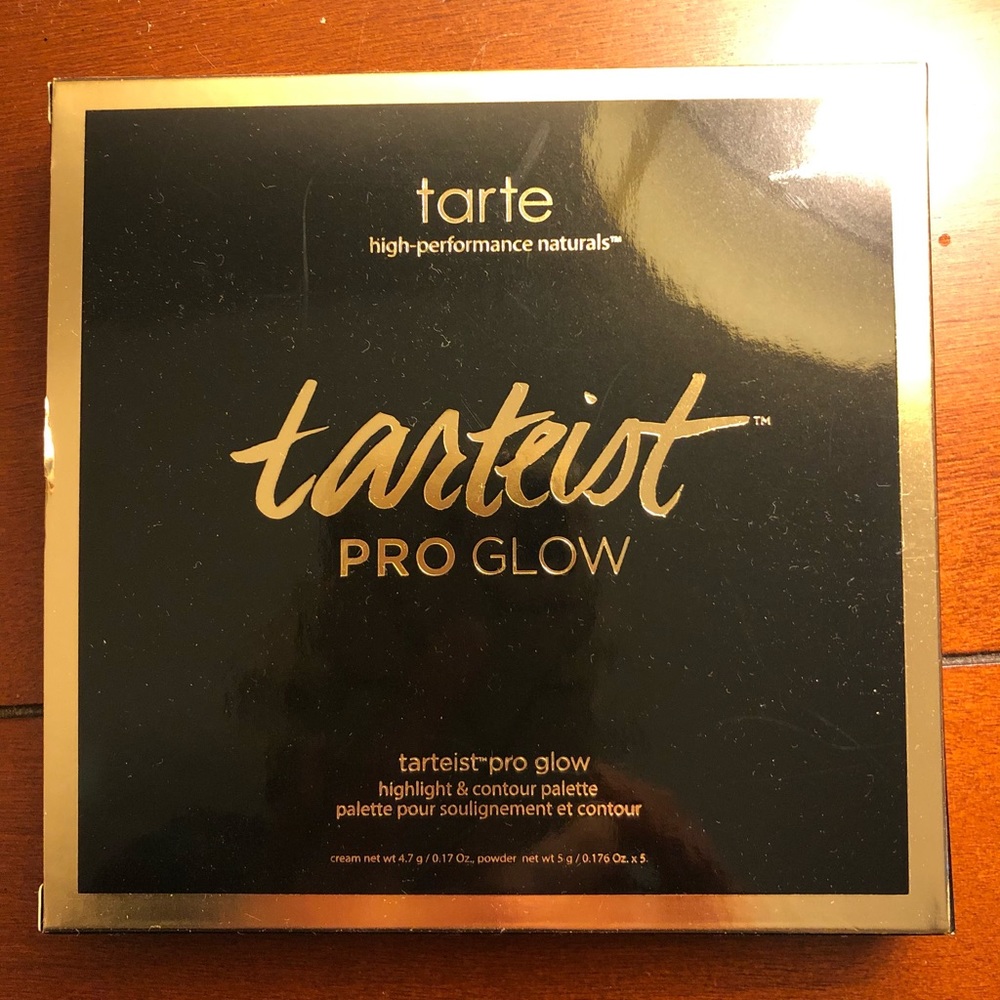 tarte
high-performance naturals™
tarteist™
PRO GLOW
tarteist™ pro glow
highlight & contour palette
palette pour soulignement et contour
cream net wt 4.7 g / 0.17 Oz., powder net wt 5 g / 0.176 Oz. x 5.